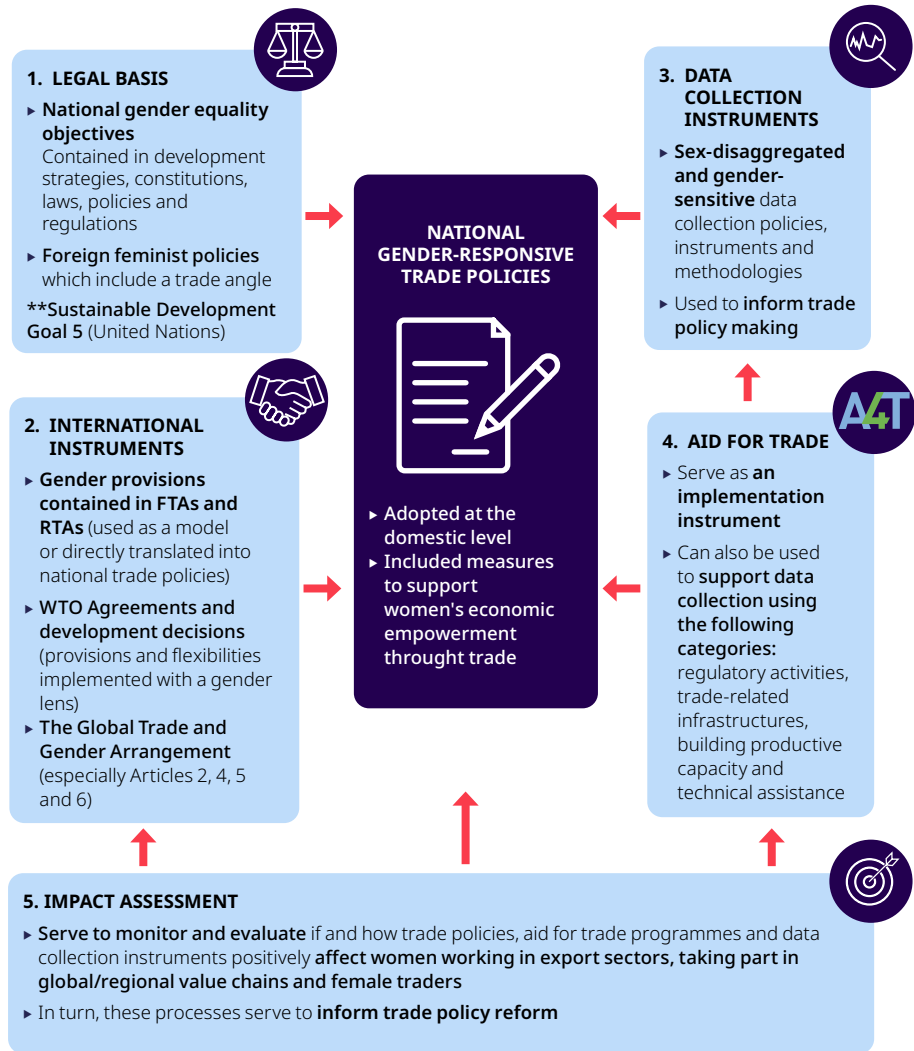 1. LEGAL BASIS
▸ National gender equality
objectives
Contained in development
strategies, constitutions,
laws, policies and
regulations
▸ Foreign feminist policies
which include a trade angle
**Sustainable Development
Goal 5 (United Nations)
2. INTERNATIONAL
INSTRUMENTS
▸ Gender provisions
contained in FTAs and
RTAs (used as a model
or directly translated into
national trade policies)
▸ WTO Agreements and
development decisions
(provisions and flexibilities
implemented with a gender
lens)
▸ The Global Trade and
Gender Arrangement
(especially Articles 2, 4, 5
and 6)
NATIONAL
GENDER-RESPONSIVE
TRADE POLICIES
▸ Adopted at the
domestic level
▸ Included measures
to support
women's economic
empowerment
throught trade
3. DATA
COLLECTION
INSTRUMENTS
▸ Sex-disaggregated
and gender-
sensitive data
collection policies,
instruments and
methodologies
▸ Used to inform trade
policy making
A4T
4. AID FOR TRADE
▸ Serve as an
implementation
instrument
▸ Can also be used
to support data
collection using
the following
categories:
regulatory activities,
trade-related
infrastructures,
building productive
capacity and
technical assistance
5. IMPACT ASSESSMENT
▸ Serve to monitor and evaluate if and how trade policies, aid for trade programmes and data
collection instruments positively affect women working in export sectors, taking part in
global/regional value chains and female traders
▸ In turn, these processes serve to inform trade policy reform